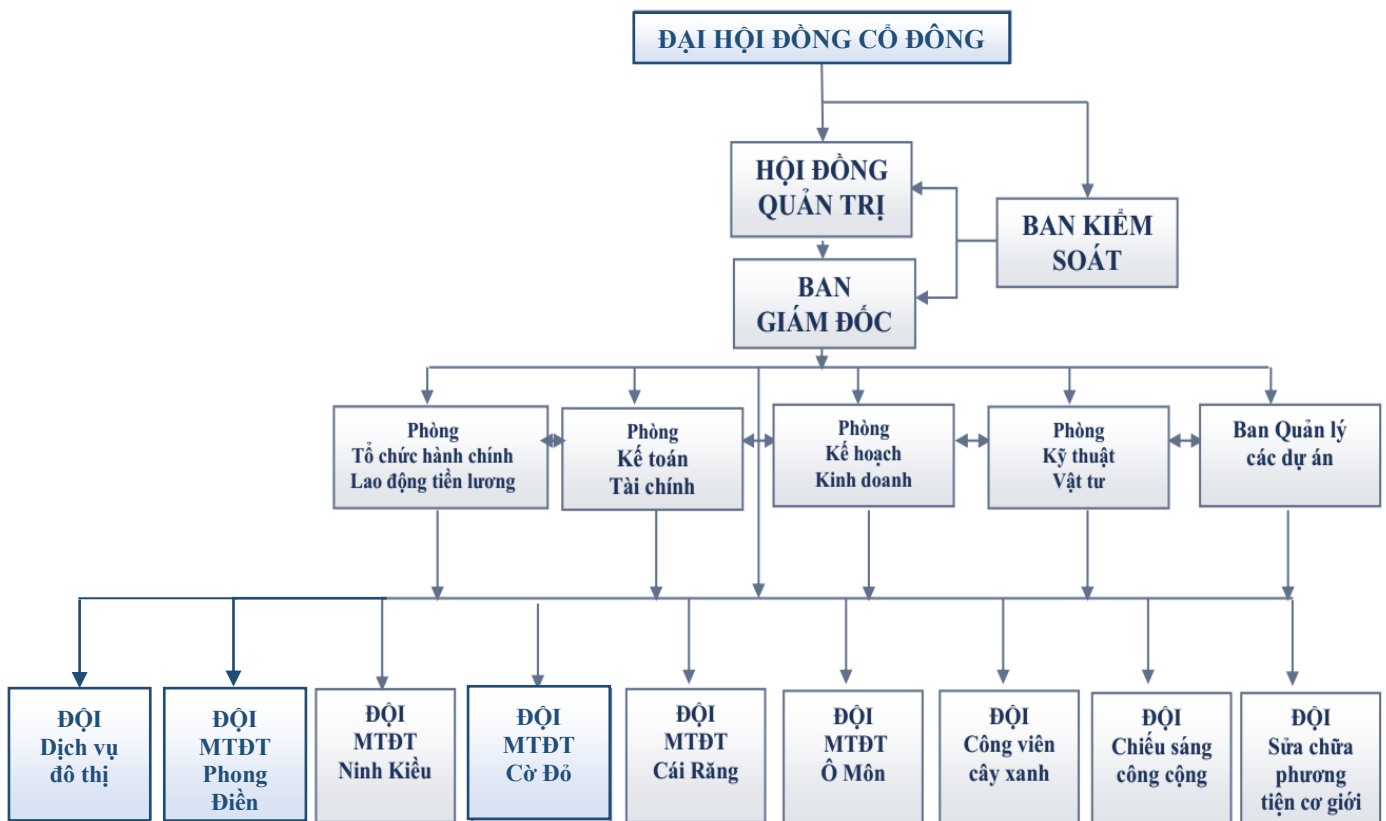 ĐẠI HỘI ĐỒNG CỔ ĐÔNG
HỘI ĐỒNG
QUẢN TRỊ
BAN KIỂM
SOÁT
BAN
GIÁM ĐỐC
Phòng
Tổ chức hành chính
Lao động tiền lương
Phòng
Kế toán
Tài chính
Phòng
Kế hoạch
Kinh doanh
Phòng
Kỹ thuật
Vật tư
Ban Quản lý
các dự án
ĐỘI
Dịch vụ
đô thị
ĐỘI
MTĐT
Phong
Điền
ĐỘI
MTĐT
Ninh Kiều
ĐỘI
MTĐT
Cờ Đỏ
ĐỘI
MTĐT
Cái Răng
ĐỘI
MTĐT
Ô Môn
ĐỘI
Công viên
cây xanh
ĐỘI
Chiếu sáng
công cộng
ĐỘI
Sửa chữa
phương
tiện cơ giới